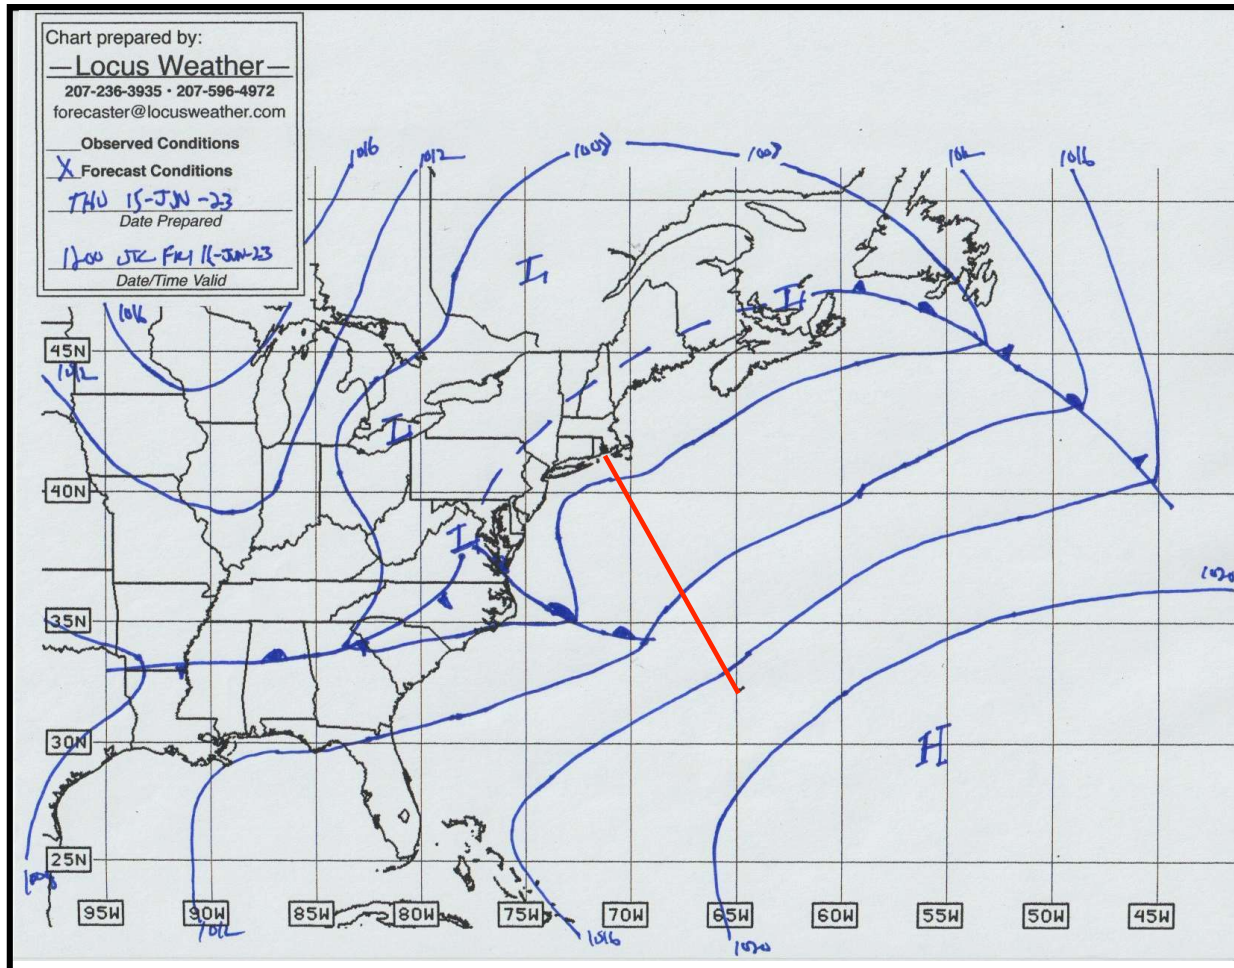 Chart prepared by:
Locus Weather
207-236-3935 · 207-596-4972
forecaster@locusweather.com
Observed Conditions
X Forecast Conditions
THU 15-JUN-23
Date Prepared
1200 UTC FRI 16-JUN-23
Date/Time Valid
1016
1012
1008
1008
1012
1016
L
L
1016
45N
1012
L
40N
L
35N
1020
30N
H
25N
1008
95W
90W
85W
80W
75W
70W
65W
60W
55W
50W
45W
1012
1016
1020